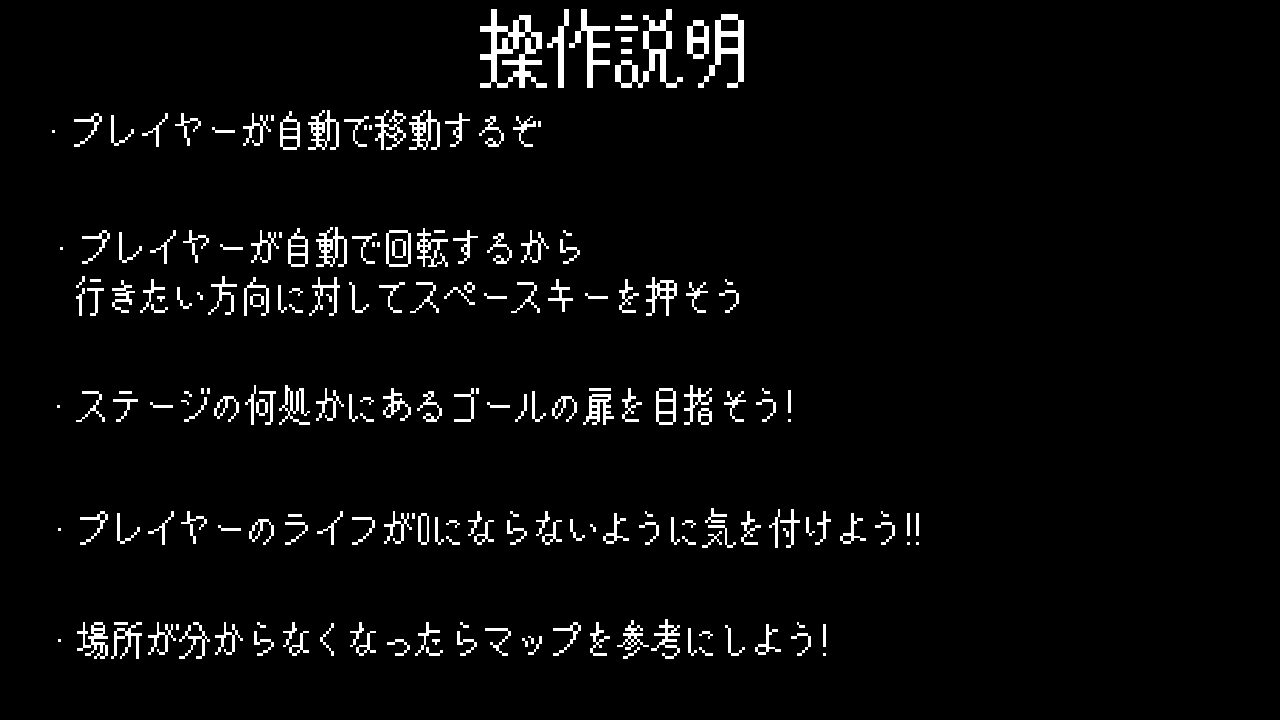 操作説明
・プレイヤーが自動で移動するぞ
・プレイヤーが自動で回転するから
行きたい方向に対してスペースキーを押そう
・ステージの何処かにあるゴールの扉を目指そう!
・プレイヤーのライフが0にならないように気を付けよう!!
・場所が分からなくなったらマップを参考にしよう!